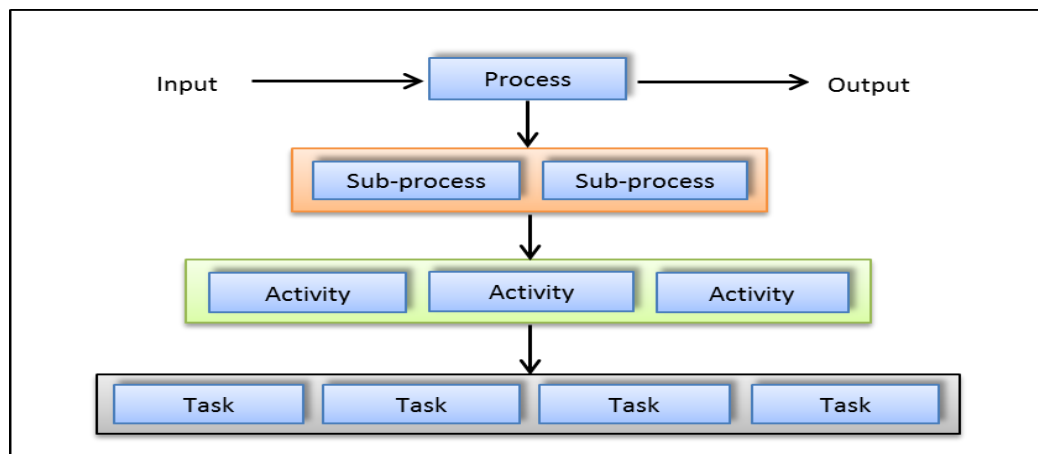 Input
Process
Output
Sub-process
Sub-process
Activity
Activity
Activity
Task
Task
Task
Task